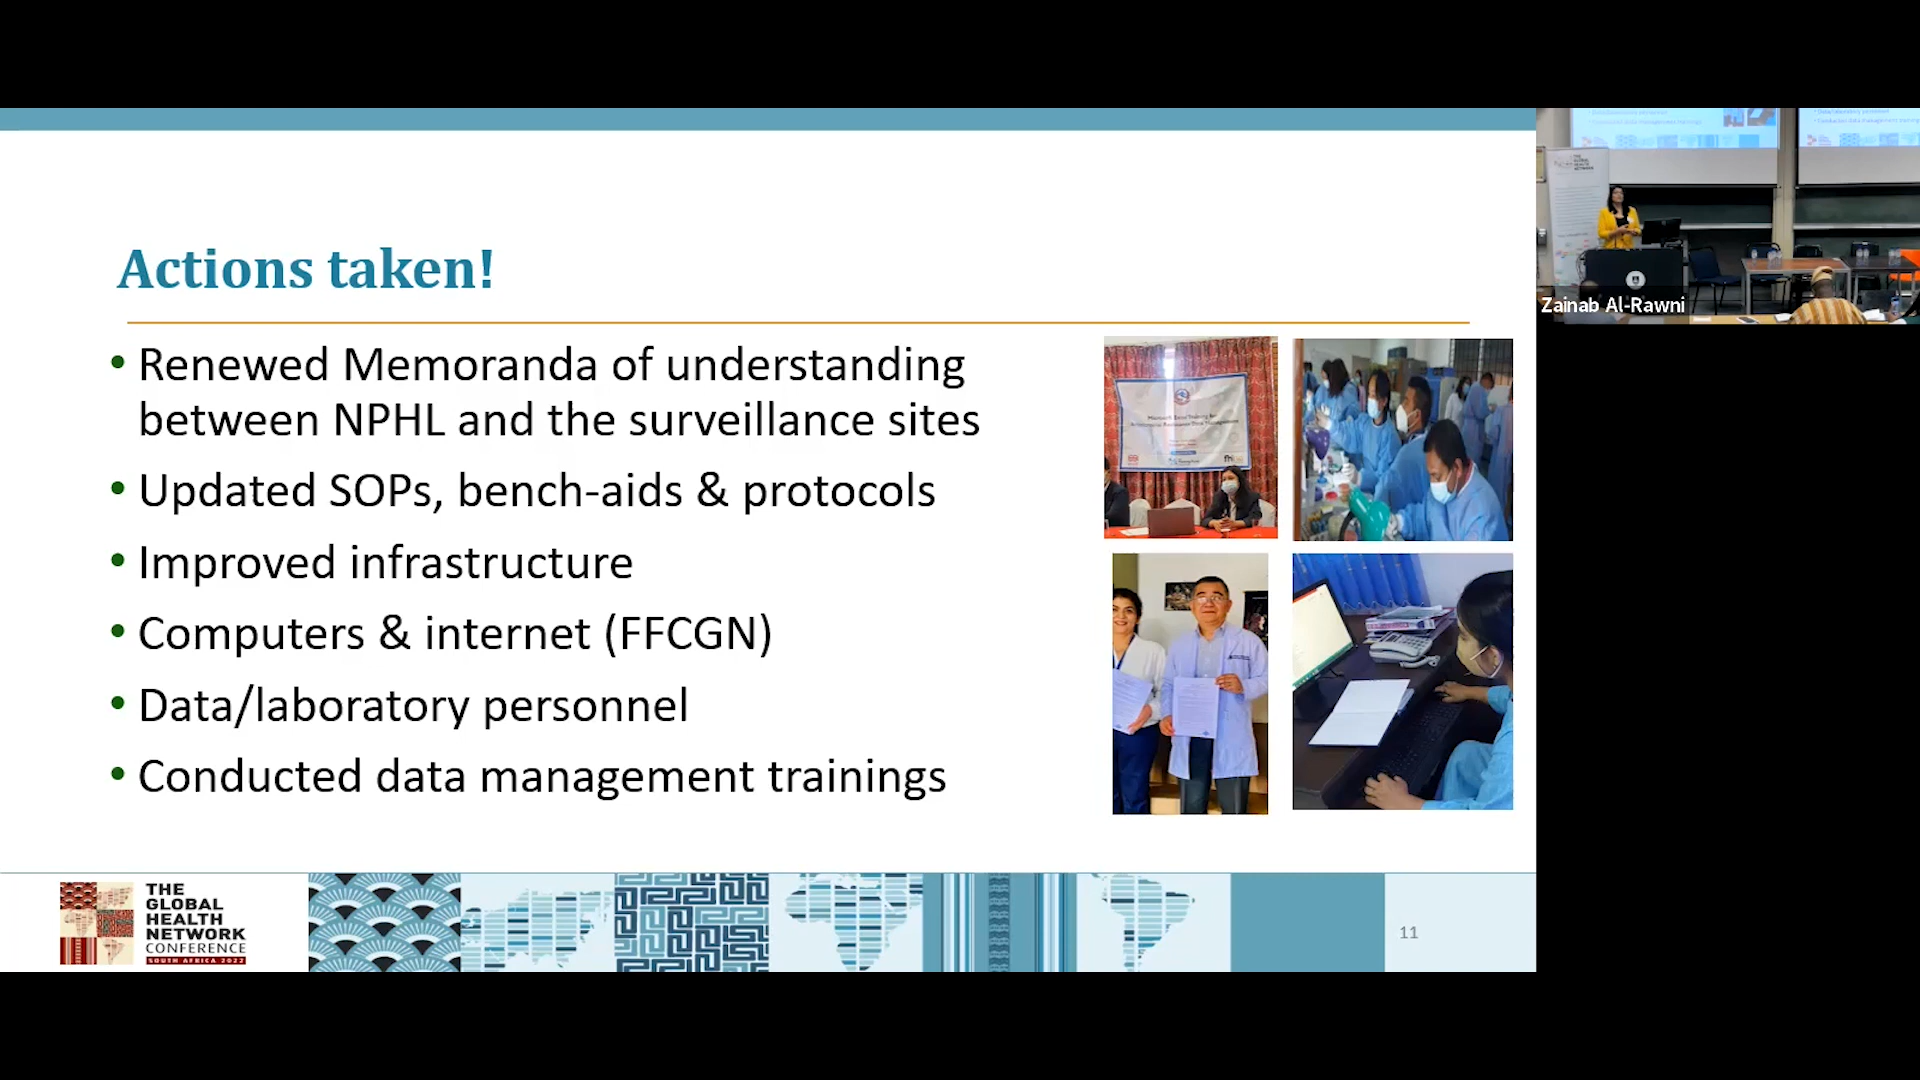 Actions taken!
• Renewed Memoranda of understanding
between NPHL and the surveillance sites
• Updated SOPs, bench-aids & protocols
• Improved infrastructure
• Computers & internet (FFCGN)
• Data/laboratory personnel
• Conducted data management trainings
THE
GLOBAL
HEALTH
NETWORK
CONFERENCE
SOUTH AFRICA 2022
11
Zainab Al-Rawni